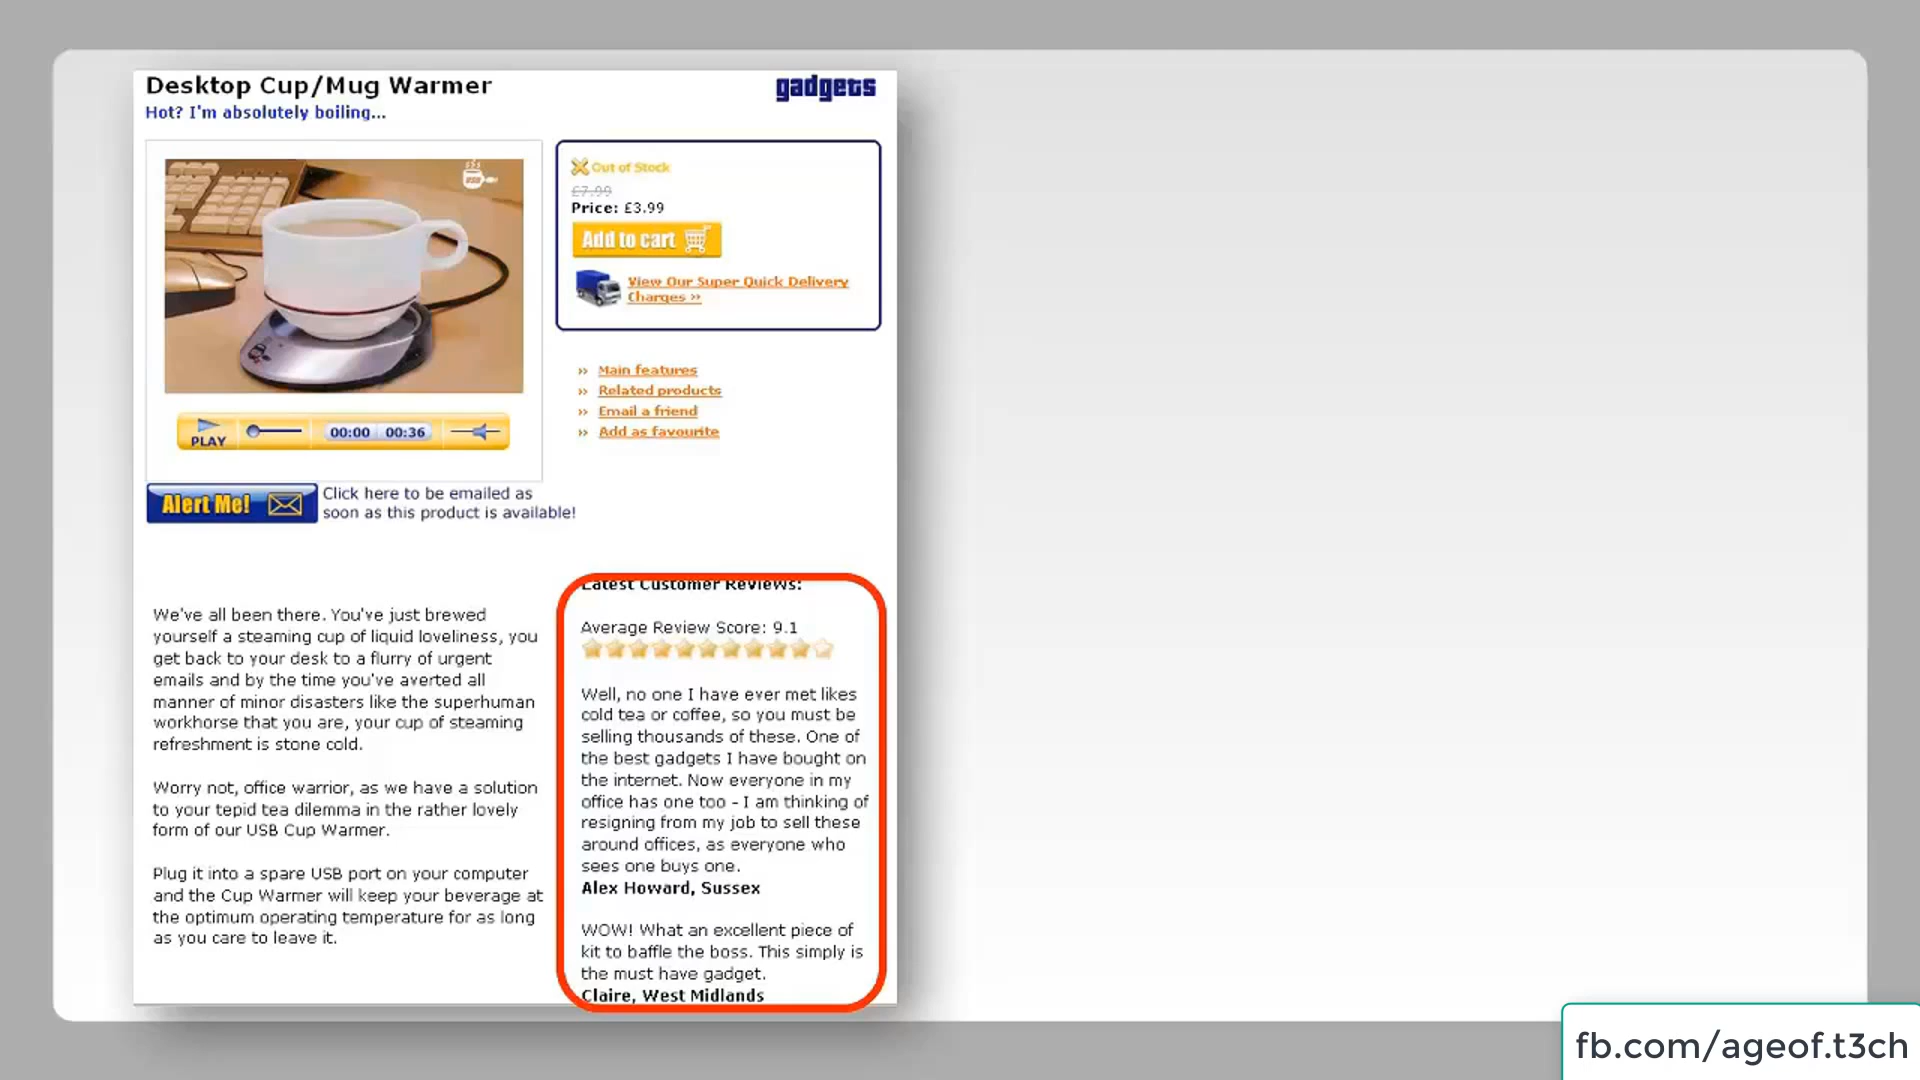 Desktop Cup/Mug Warmer
gadgets
Hot? I'm absolutely boiling...
USB
Out of Stock
£7.99
Price: £3.99
Add to cart
View Our Super Quick Delivery
Charges »
» Main features
» Related products
» Email a friend
» Add as favourite
PLAY
00:00 00:36
Alert Me!
Click here to be emailed as
soon as this product is available!
We've all been there. You've just brewed
yourself a steaming cup of liquid loveliness, you
get back to your desk to a flurry of urgent
emails and by the time you've averted all
manner of minor disasters like the superhuman
workhorse that you are, your cup of steaming
refreshment is stone cold.
Worry not, office warrior, as we have a solution
to your tepid tea dilemma in the rather lovely
form of our USB Cup Warmer.
Plug it into a spare USB port on your computer
and the Cup Warmer will keep your beverage at
the optimum operating temperature for as long
as you care to leave it.
Latest Customer Reviews:
Average Review Score: 9.1
Well, no one I have ever met likes
cold tea or coffee, so you must be
selling thousands of these. One of
the best gadgets I have bought on
the internet. Now everyone in my
office has one too - I am thinking of
resigning from my job to sell these
around offices, as everyone who
sees one buys one.
Alex Howard, Sussex
WOW! What an excellent piece of
kit to baffle the boss. This simply is
the must have gadget.
Claire, West Midlands
fb.com/ageof.t3ch